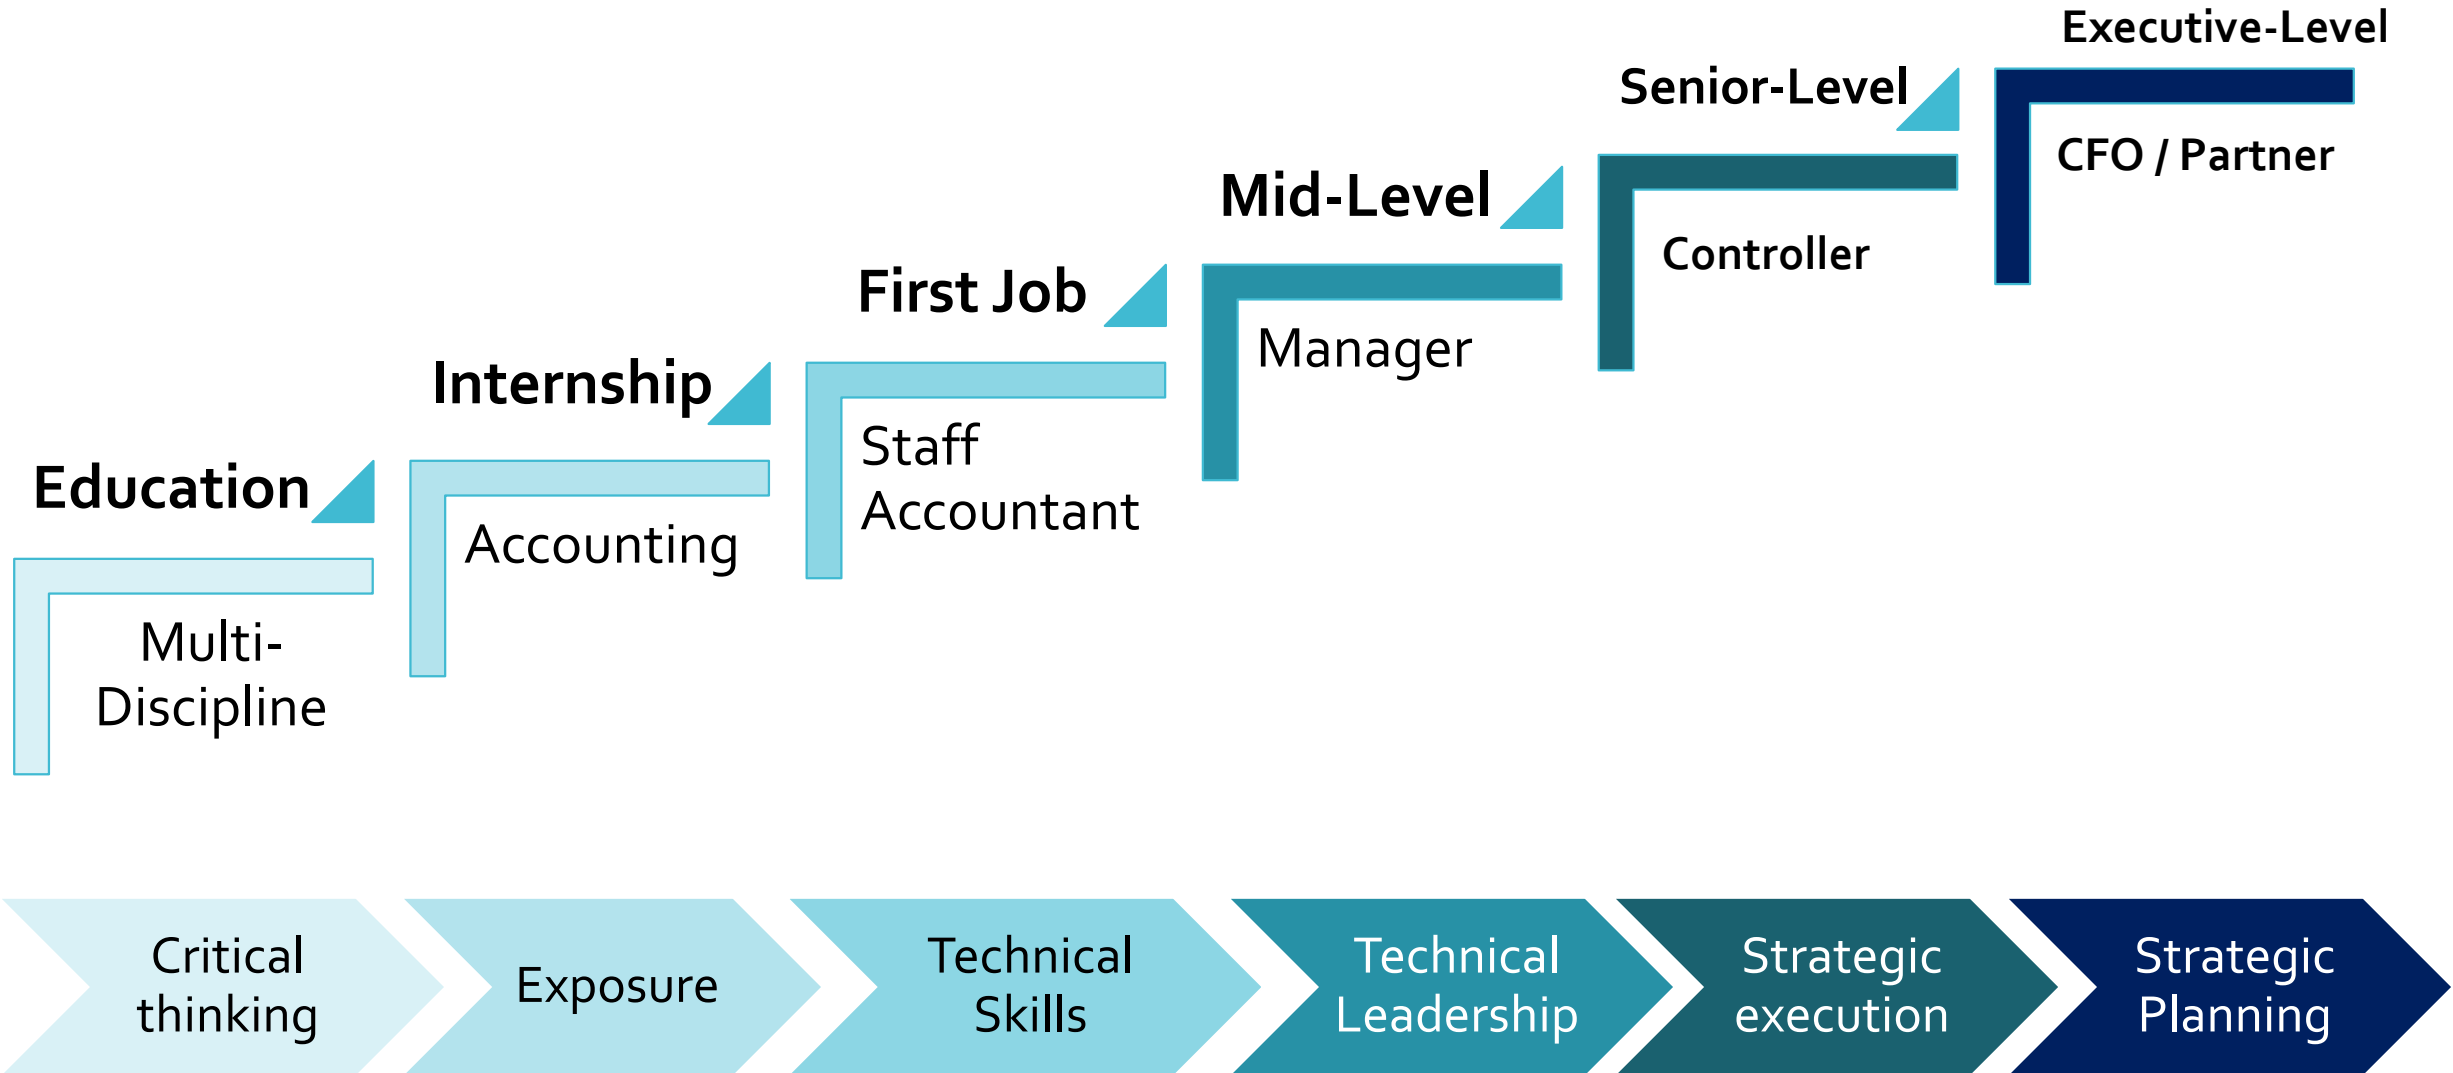 Education
Multi-
Discipline
Internship
Accounting
First Job
Staff
Accountant
Mid-Level
Manager
Senior-Level
Controller
Executive-Level
CFO / Partner
Critical
thinking
Exposure
Technical
Skills
Technical
Leadership
Strategic
execution
Strategic
Planning